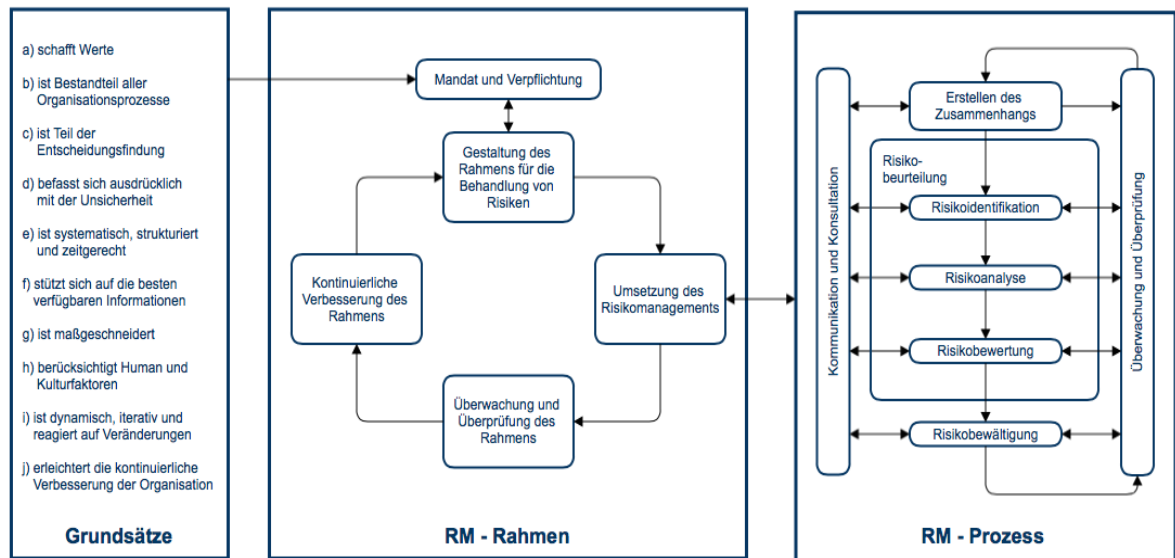 a) schafft Werte
b) ist Bestandteil aller
Organisationsprozesse
c) ist Teil der
Entscheidungsfindung
d) befasst sich ausdrücklich
mit der Unsicherheit
e) ist systematisch, strukturiert
und zeitgerecht
f) stützt sich auf die besten
verfügbaren Informationen
g) ist maßgeschneidert
h) berücksichtigt Human und
Kulturfaktoren
i) ist dynamisch, iterativ und
reagiert auf Veränderungen
j) erleichtert die kontinuierliche
Verbesserung der Organisation
Grundsätze
Mandat und Verpflichtung
Gestaltung des
Rahmens für die
Behandlung von
Risiken
Kontinuierliche
Verbesserung des
Rahmens
Umsetzung des
Risikomanagements
Überwachung und
Überprüfung des
Rahmens
RM - Rahmen
Kommunikation und Konsultation
Erstellen des
Zusammenhangs
Risiko-
beurteilung
Risikoidentifikation
Risikoanalyse
Risikobewertung
Risikobewältigung
Überwachung und Überprüfung
RM - Prozess